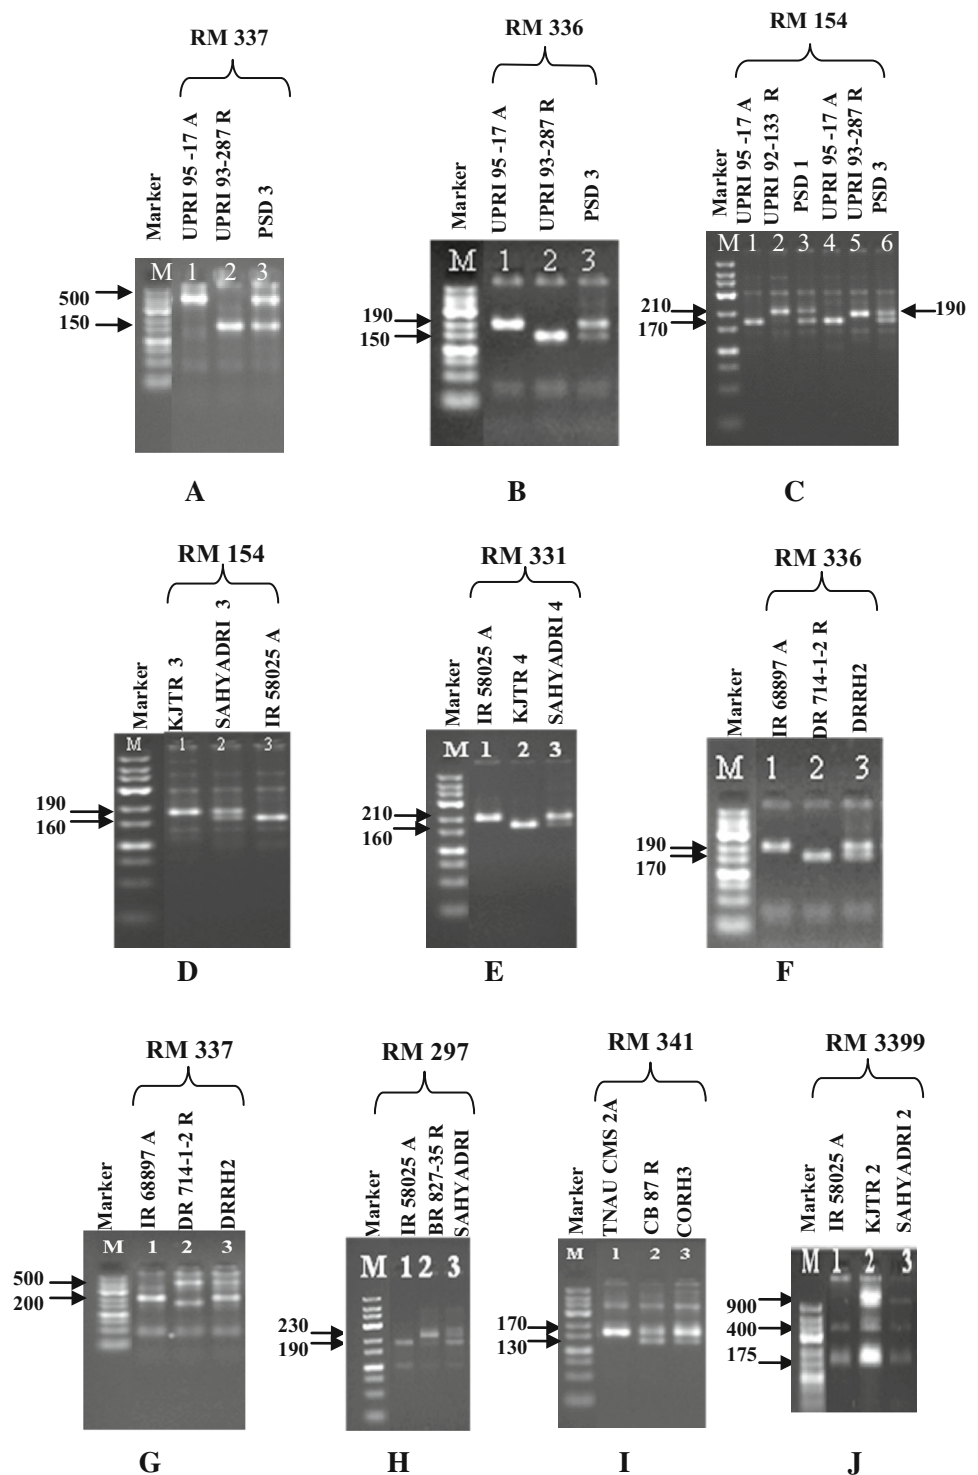 RM 337
Marker
UPRI 95 -17 A
UPRI 93-287 R
PSD 3
M 1 2 3
500
150
A
RM 336
Marker
UPRI 95-17 A
UPRI 93-287 R
PSD 3
M 1 2 3
190
150
B
RM 154
Marker
UPRI 95 -17 A
UPRI 92-133 R
PSD 1
UPRI 95 -17 A
UPRI 93-287 R
PSD 3
M 1 2 3 4 5 6
210
170
190
C
RM 154
Marker
KJTR 3
SAHYADRI 3
IR 58025 A
M 1 2 3
190
160
D
RM 331
Marker
IR 58025 A
KJTR 4
SAHYADRI 4
M 1 2 3
210
160
E
RM 336
Marker
IR 68897 A
DR 714-1-2 R
DRRH2
M 1 2 3
190
170
F
RM 337
Marker
IR 68897 A
DR 714-1-2 R
DRRH2
M 1 2 3
500
200
G
RM 297
Marker
IR 58025 A
BR 827-35 R
SAHYADRI
M 1 2 3
230
190
H
RM 341
Marker
TNAU CMS 2A
CB 87 R
CORH3
M 1 2 3
170
130
I
RM 3399
Marker
IR 58025 A
KJTR 2
SAHYADRI 2
M 1 2 3
900
400
175
J